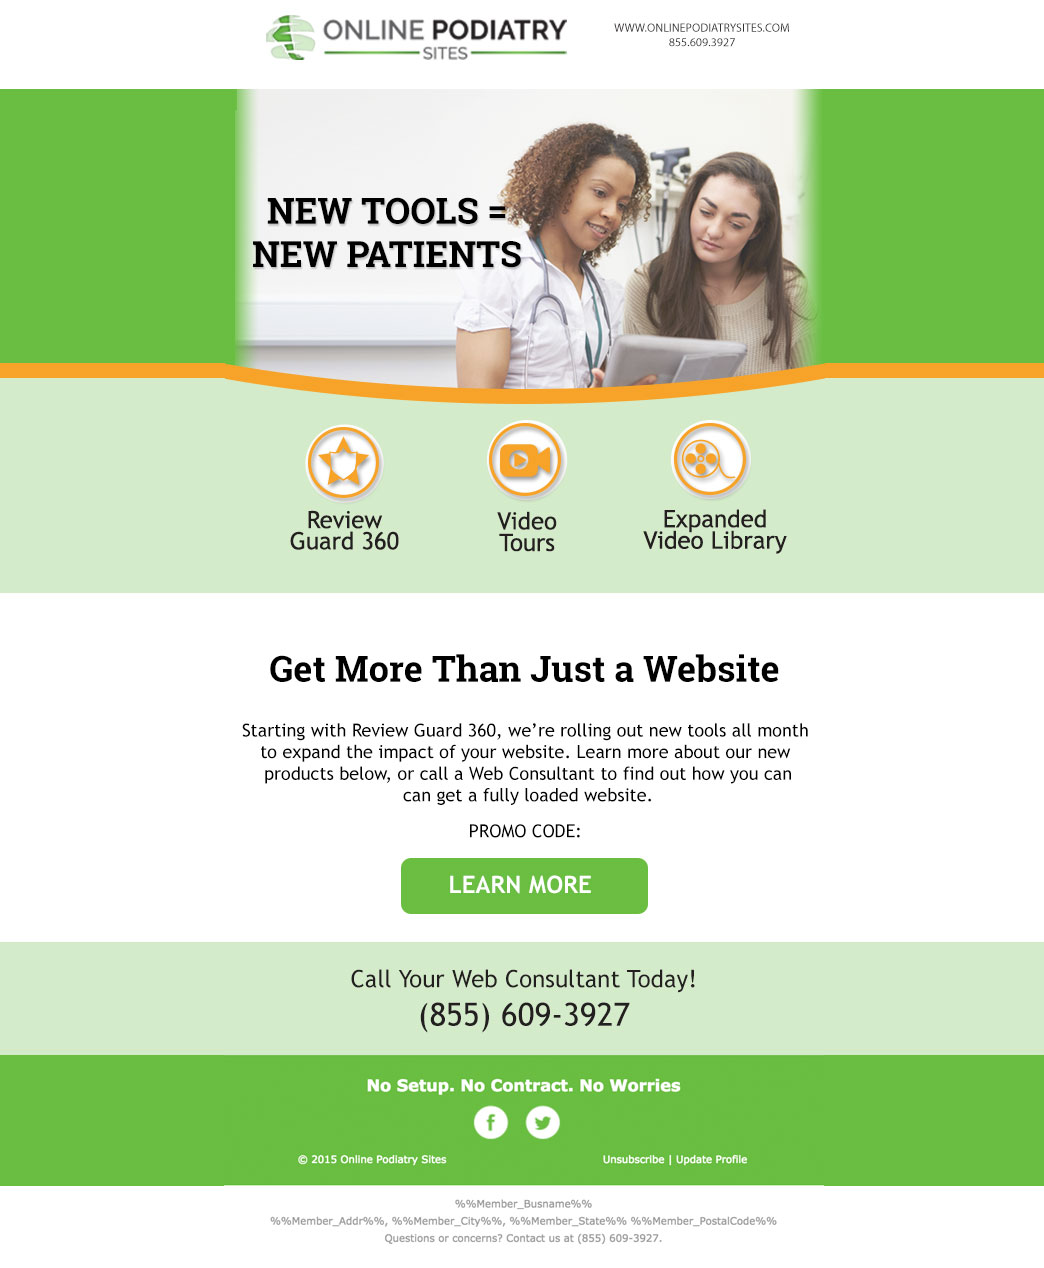 ONLINE PODIATRY
SITES
WWW.ONLINEPODIATRYSITES.COM
855.609.3927
NEW TOOLS =
NEW PATIENTS
Review
Guard 360
Video
Tours
Expanded
Video Library
Get More Than Just a Website
Starting with Review Guard 360, we're rolling out new tools all month
to expand the impact of your website. Learn more about our new
products below, or call a Web Consultant to find out how you can
can get a fully loaded website.
PROMO CODE:
LEARN MORE
Call Your Web Consultant Today!
(855) 609-3927
No Setup. No Contract. No Worries
f
© 2015 Online Podiatry Sites
Unsubscribe | Update Profile
%%Member_Busname%%
%%Member_Addr%%, %%Member_City%%, %%Member_State%% %%Member_PostalCode%%
Questions or concerns? Contact us at (855) 609-3927.